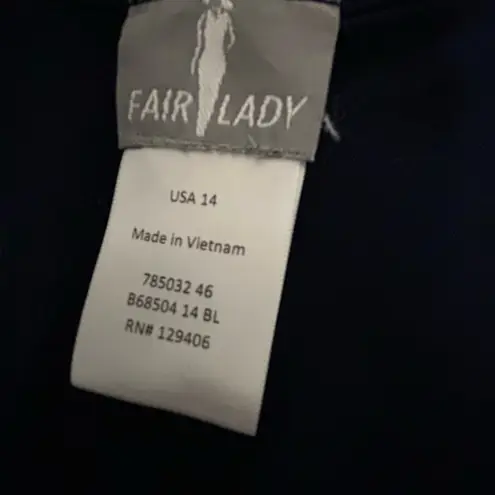 FAIR LADY
USA 14
Made in Vietnam
785032 46
B68504 14 BL
RN# 129406